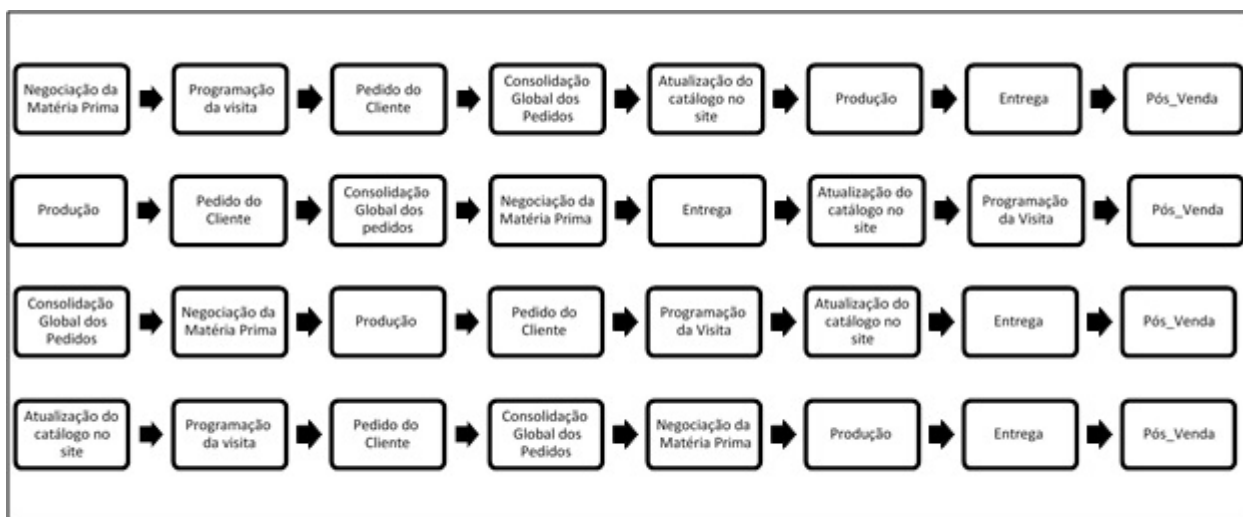 Negociação da
Matéria Prima
Programação
da visita
Pedido do
Cliente
Consolidação
Global dos
Pedidos
Atualização do
catálogo no
site
Produção
Entrega
Pós_Venda
Produção
Pedido do
Cliente
Consolidação
Global dos
pedidos
Negociação da
Matéria Prima
Entrega
Atualização do
catálogo no
site
Programação
da Visita
Pós_Venda
Consolidação
Global dos
Pedidos
Negociação da
Matéria Prima
Produção
Pedido do
Cliente
Programação
da Visita
Atualização do
catálogo no
site
Entrega
Pós_Venda
Atualização do
catálogo no
site
Programação
da visita
Pedido do
Cliente
Consolidação
Global dos
Pedidos
Negociação da
Matéria Prima
Produção
Entrega
Pós_Venda